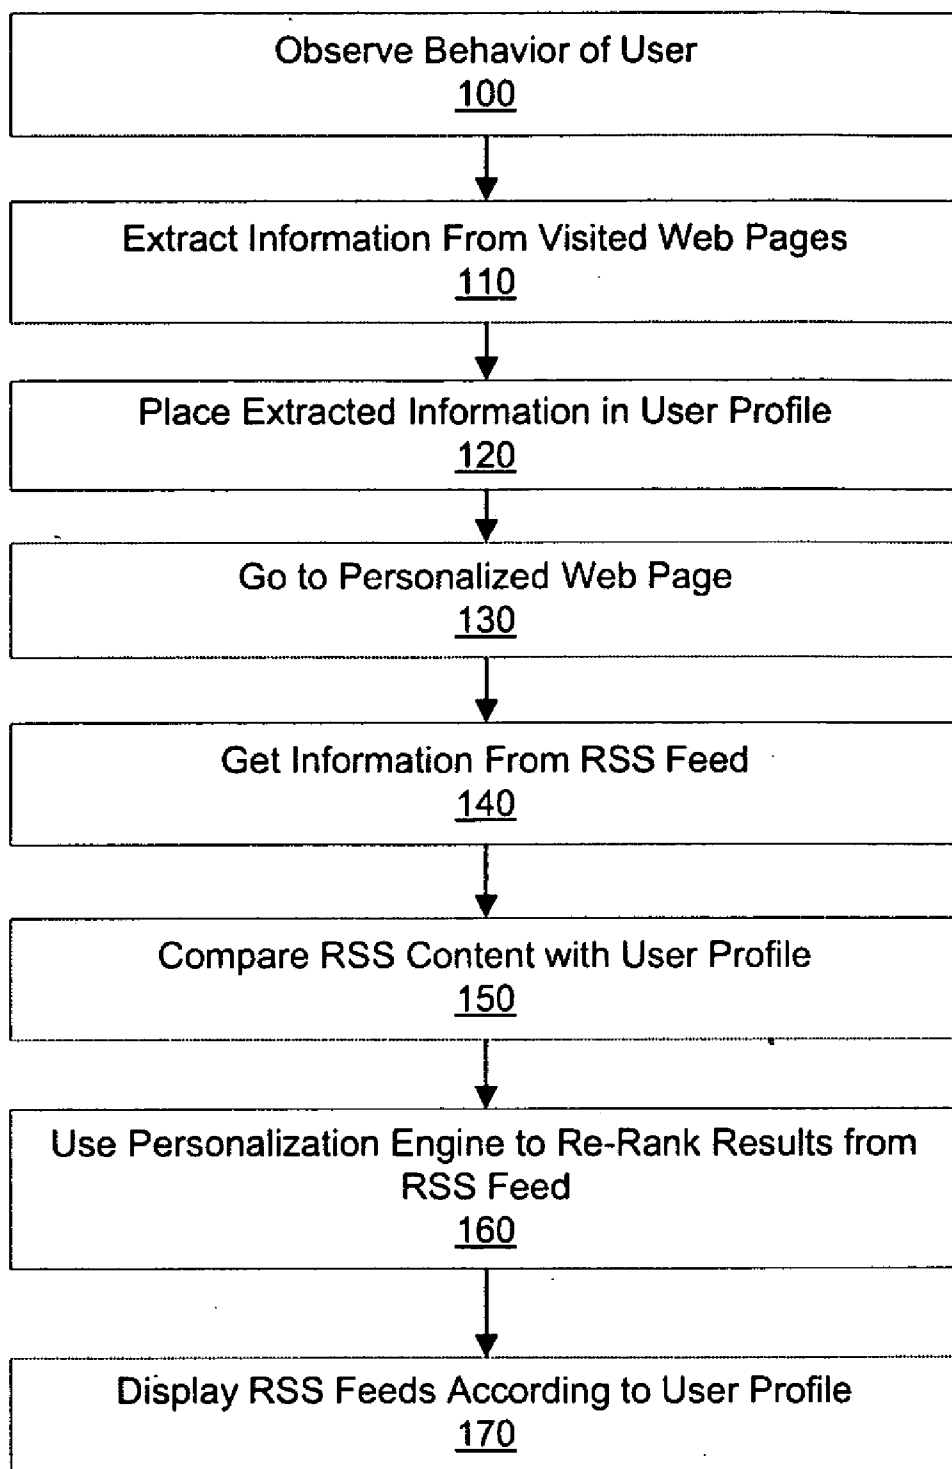 Observe Behavior of User
100
Extract Information From Visited Web Pages
110
Place Extracted Information in User Profile
120
Go to Personalized Web Page
130
Get Information From RSS Feed
140
Compare RSS Content with User Profile
150
Use Personalization Engine to Re-Rank Results from
RSS Feed
160
Display RSS Feeds According to User Profile
170